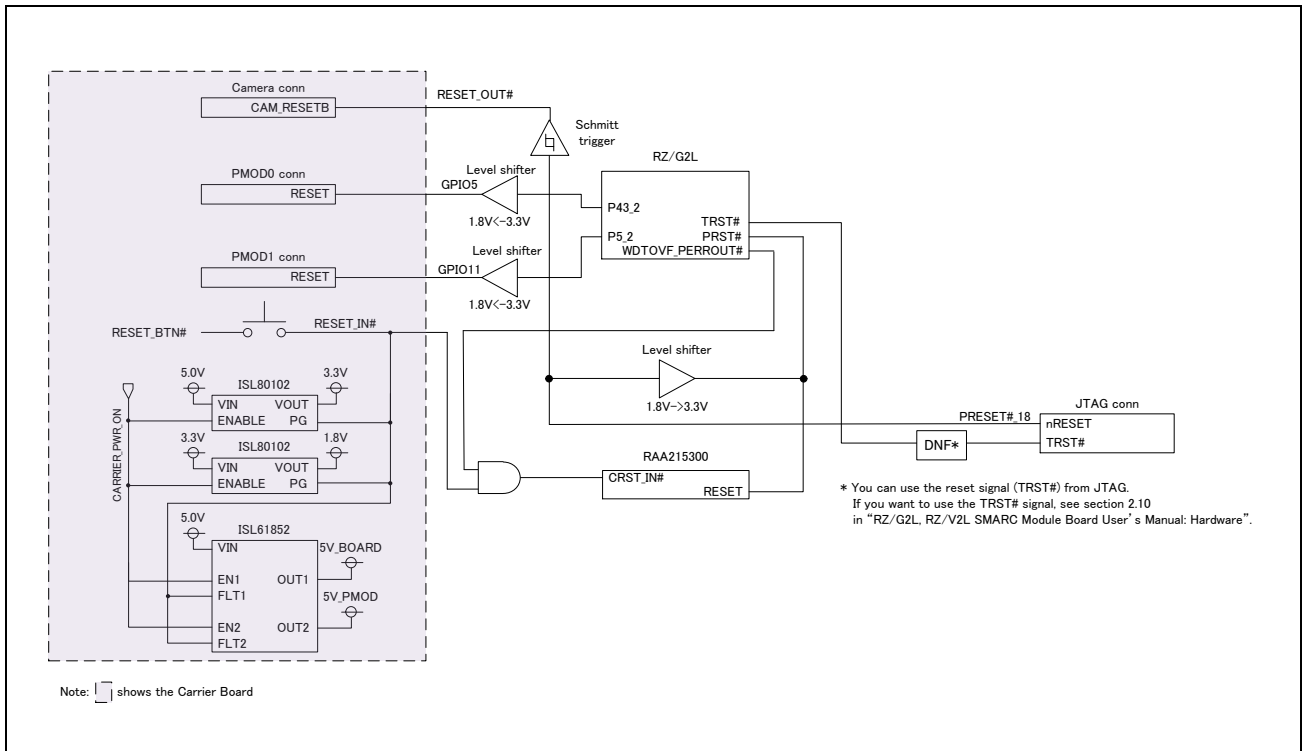 Camera conn
CAM_RESETB
RESET_OUT#
Schmitt
trigger
RZ/G2L
PMOD0 conn
RESET
GPIO5
Level shifter
1.8V<-3.3V
P43_2
P5_2
TRST#
PRST#
WDTOVF_PERROUT#
PMOD1 conn
RESET
GPIO11
Level shifter
1.8V<-3.3V
RESET_BTN#
RESET_IN#
Level shifter
1.8V->3.3V
CARRIER_PWR_ON
5.0V
ISL80102
3.3V
VIN
VOUT
ENABLE
PG
3.3V
ISL80102
1.8V
VIN
VOUT
ENABLE
PG
5.0V
ISL61852
VIN
5V_BOARD
EN1
OUT1
FLT1
5V_PMOD
EN2
OUT2
FLT2
RAA215300
CRST_IN#
RESET
PRESET#_18
JTAG conn
nRESET
TRST#
DNF*
* You can use the reset signal (TRST#) from JTAG.
If you want to use the TRST# signal, see section 2.10
in “RZ/G2L, RZ/V2L SMARC Module Board User’s Manual: Hardware”.
Note: shows the Carrier Board